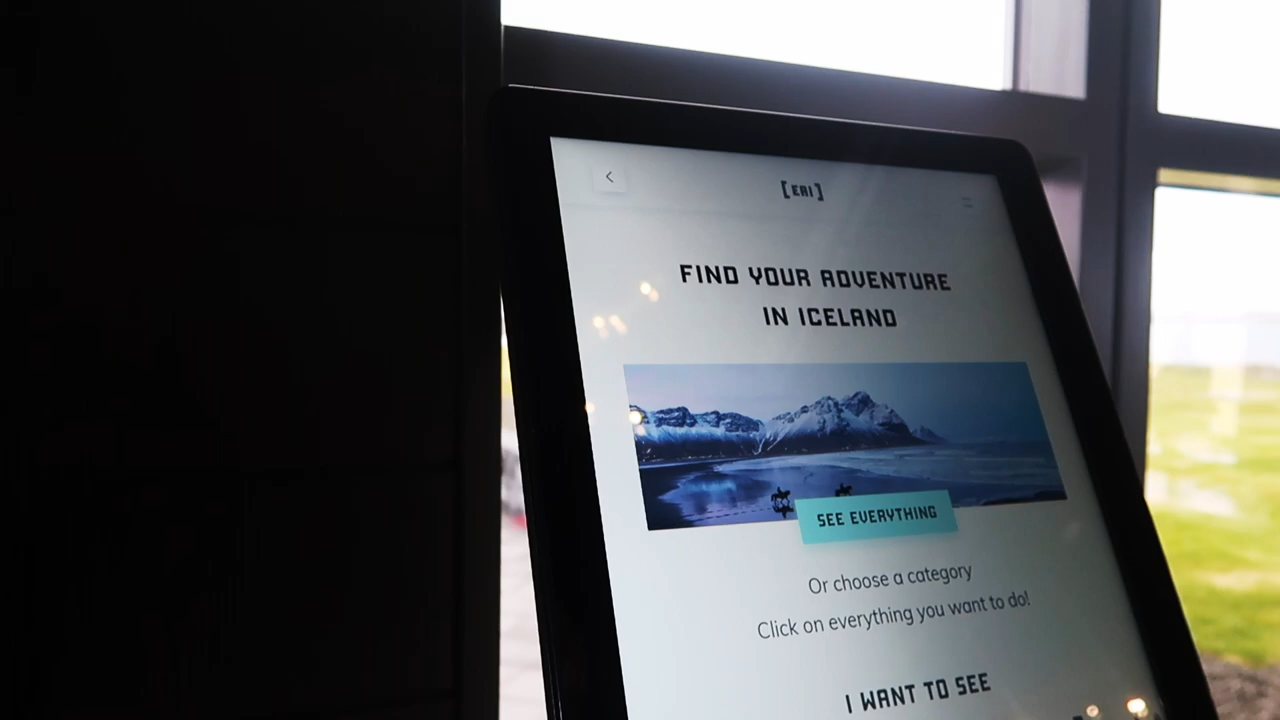 [ERI]
FIND YOUR ADVENTURE
IN ICELAND
SEE EVERYTHING
Or choose a category
Click on everything you want to do!
I WANT TO SEE